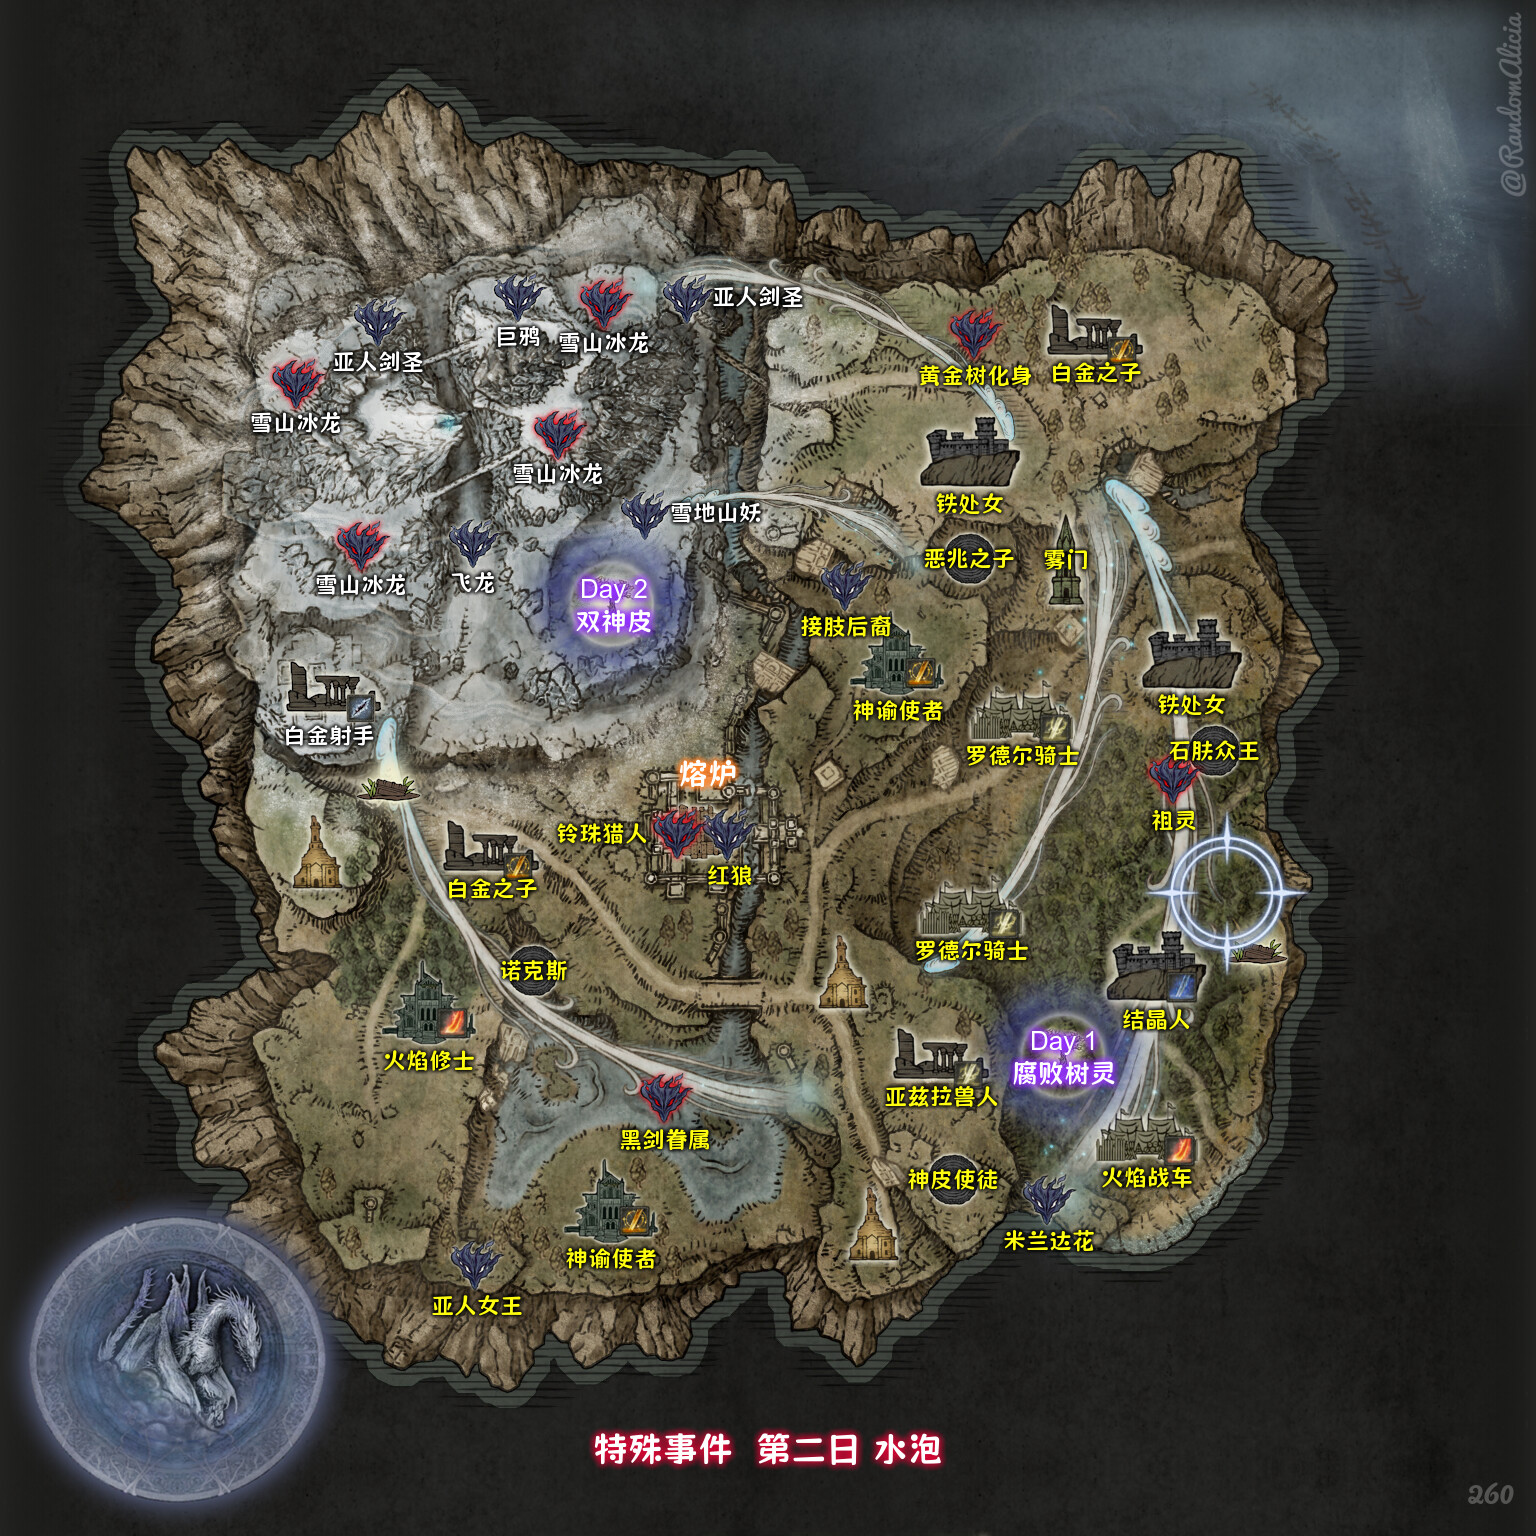 @RandomAlicia
亚人剑圣
巨鸦
雪山冰龙
亚人剑圣
雪山冰龙
黄金树化身
白金之子
雪山冰龙
铁处女
雪地山妖
恶兆之子
雾门
雪山冰龙
飞龙
Day 2
双神皮
接肢后裔
神谕使者
铁处女
白金射手
罗德尔骑士
石肤众王
熔炉
祖灵
铃珠猎人
红狼
白金之子
罗德尔骑士
诺克斯
结晶人
火焰修士
Day 1
腐败树灵
亚兹拉兽人
黑剑眷属
神皮使徒
火焰战车
米兰达花
神谕使者
亚人女王
特殊事件 第二日 水泡
260